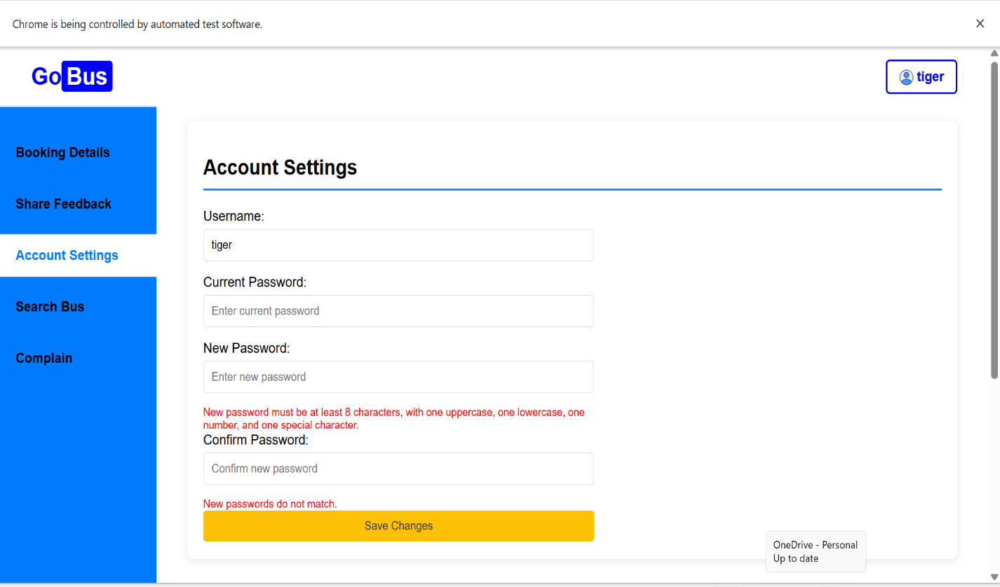 Chrome is being controlled by automated test software.
GoBus
tiger
Booking Details
Share Feedback
Account Settings
Search Bus
Complain
Account Settings
Username:
tiger
Current Password:
Enter current password
New Password:
Enter new password
New password must be at least 8 characters, with one uppercase, one lowercase, one
number, and one special character.
Confirm Password:
Confirm new password
New passwords do not match.
Save Changes
OneDrive - Personal
Up to date